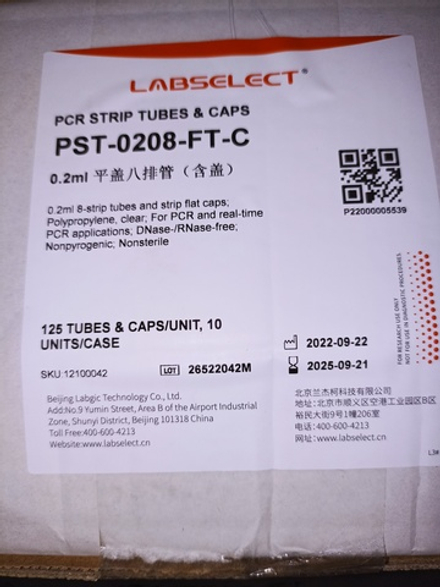 LABSELECT®
PCR STRIP TUBES & CAPS
PST-0208-FT-C
0.2ml 平盖八排管（含盖）
0.2ml 8-strip tubes and strip flat caps;
Polypropylene, clear; For PCR and real-time
PCR applications; DNase-/RNase-free;
Nonpyrogenic; Nonsterile
P22000005539
FOR RESEARCH USE ONLY
NOT FOR USE IN DIAGNOSTIC PROCEDURES
125 TUBES & CAPS/UNIT, 10
UNITS/CASE
2022-09-22
SKU:12100042
LOT 26522042M
2025-09-21
Beijing Labgic Technology Co., Ltd.
Add:No.9 Yumin Street, Area B of the Airport Industrial
Zone, Shunyi District, Beijing 101318 China
Toll Free:400-600-4213
Website:www.labselect.cn
北京兰杰柯科技有限公司
地址:北京市顺义区空港工业园区B区
裕民大街9号1幢206室
电话:400-600-4213
网址:www.labselect.cn
L3#